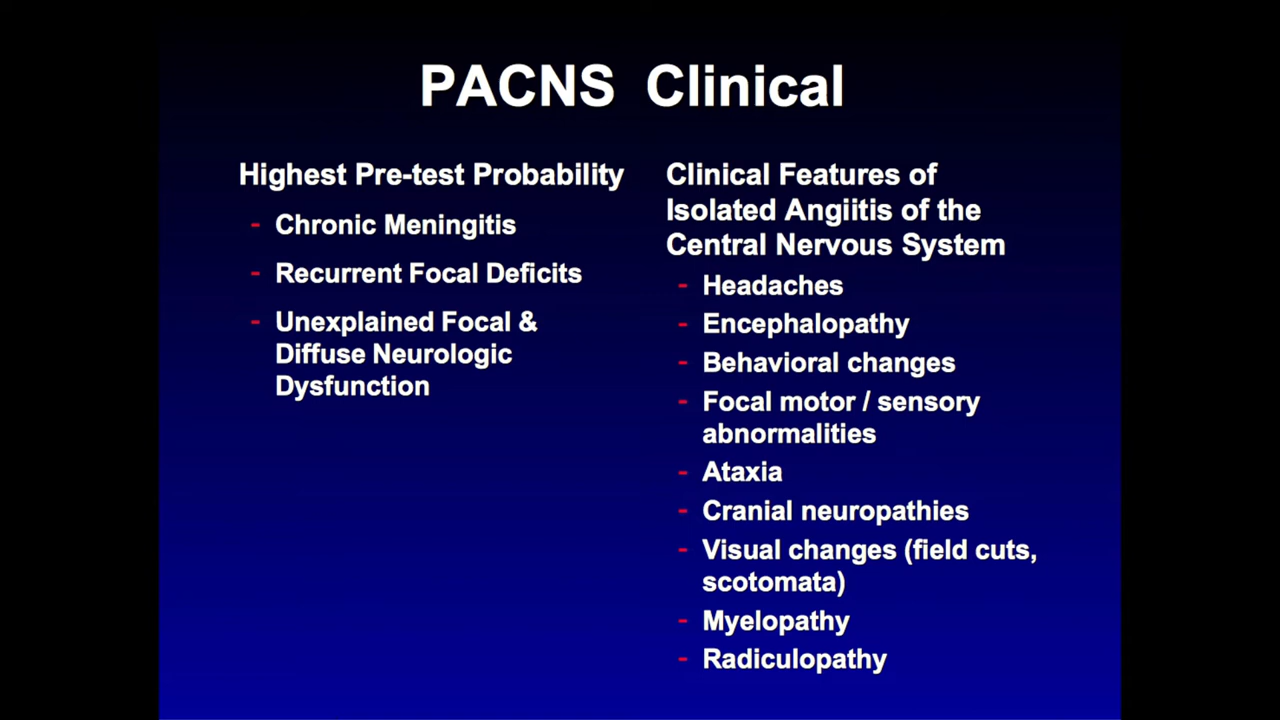 PACNS Clinical
Highest Pre-test Probability
- Chronic Meningitis
- Recurrent Focal Deficits
- Unexplained Focal &
Diffuse Neurologic
Dysfunction
Clinical Features of
Isolated Angiitis of the
Central Nervous System
- Headaches
- Encephalopathy
- Behavioral changes
- Focal motor / sensory
abnormalities
- Ataxia
- Cranial neuropathies
- Visual changes (field cuts,
scotomata)
- Myelopathy
- Radiculopathy